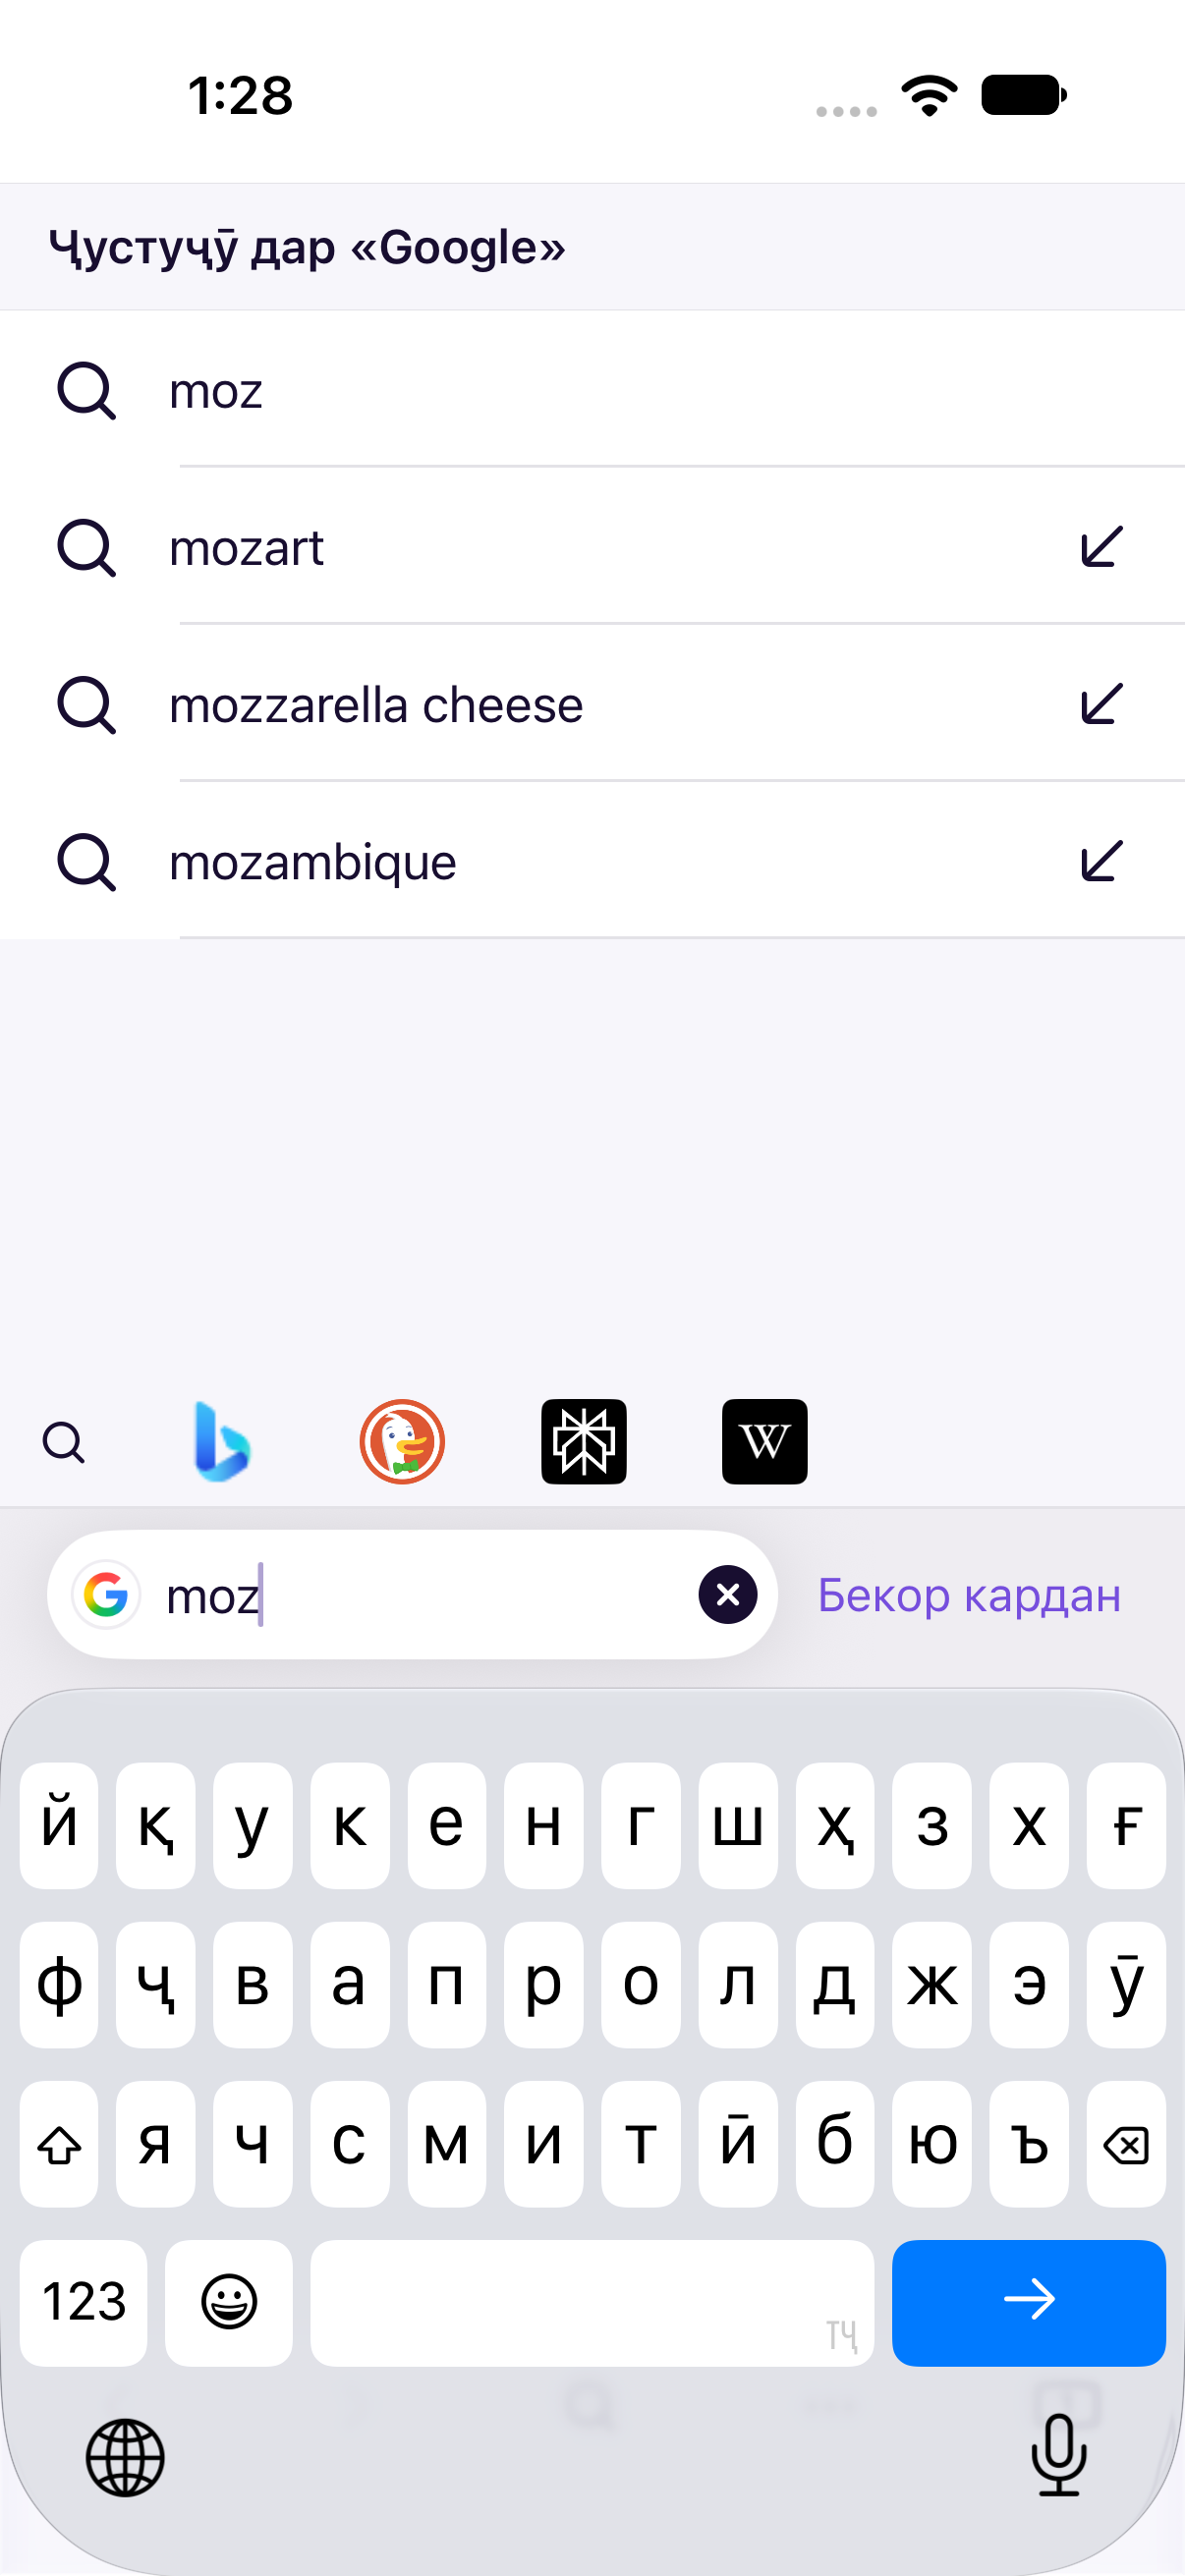 1:28
Ҷустуҷӯ дар «Google»
moz
mozart
mozzarella cheese
mozambique
W
moz Бекор кардан
й қ у к е н г ш ҳ з х ғ
ф ҷ в а п р о л д ж э ӯ
я ч с м и т ӣ б ю ъ
123
ТҶ